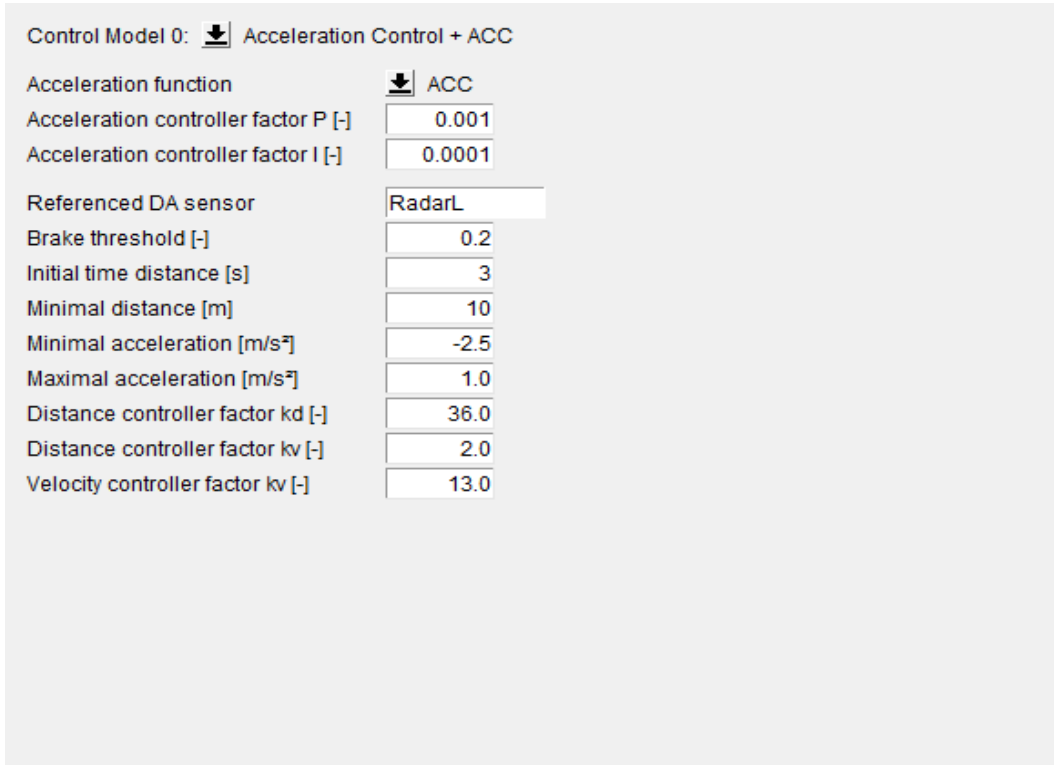 Control Model 0: Acceleration Control + ACC
Acceleration function ACC
Acceleration controller factor P [-] 0.001
Acceleration controller factor I [-] 0.0001
Referenced DA sensor RadarL
Brake threshold [-] 0.2
Initial time distance [s] 3
Minimal distance [m] 10
Minimal acceleration [m/s²] -2.5
Maximal acceleration [m/s²] 1.0
Distance controller factor kd [-] 36.0
Distance controller factor kv [-] 2.0
Velocity controller factor kv [-] 13.0